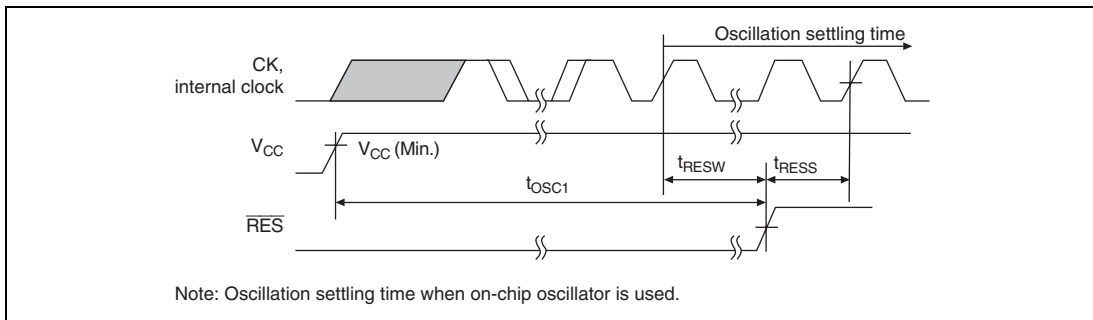 Oscillation settling time
CK,
internal clock
VCC
VCC (Min.)
tRESW
tRESS
tOSC1
RES
Note: Oscillation settling time when on-chip oscillator is used.